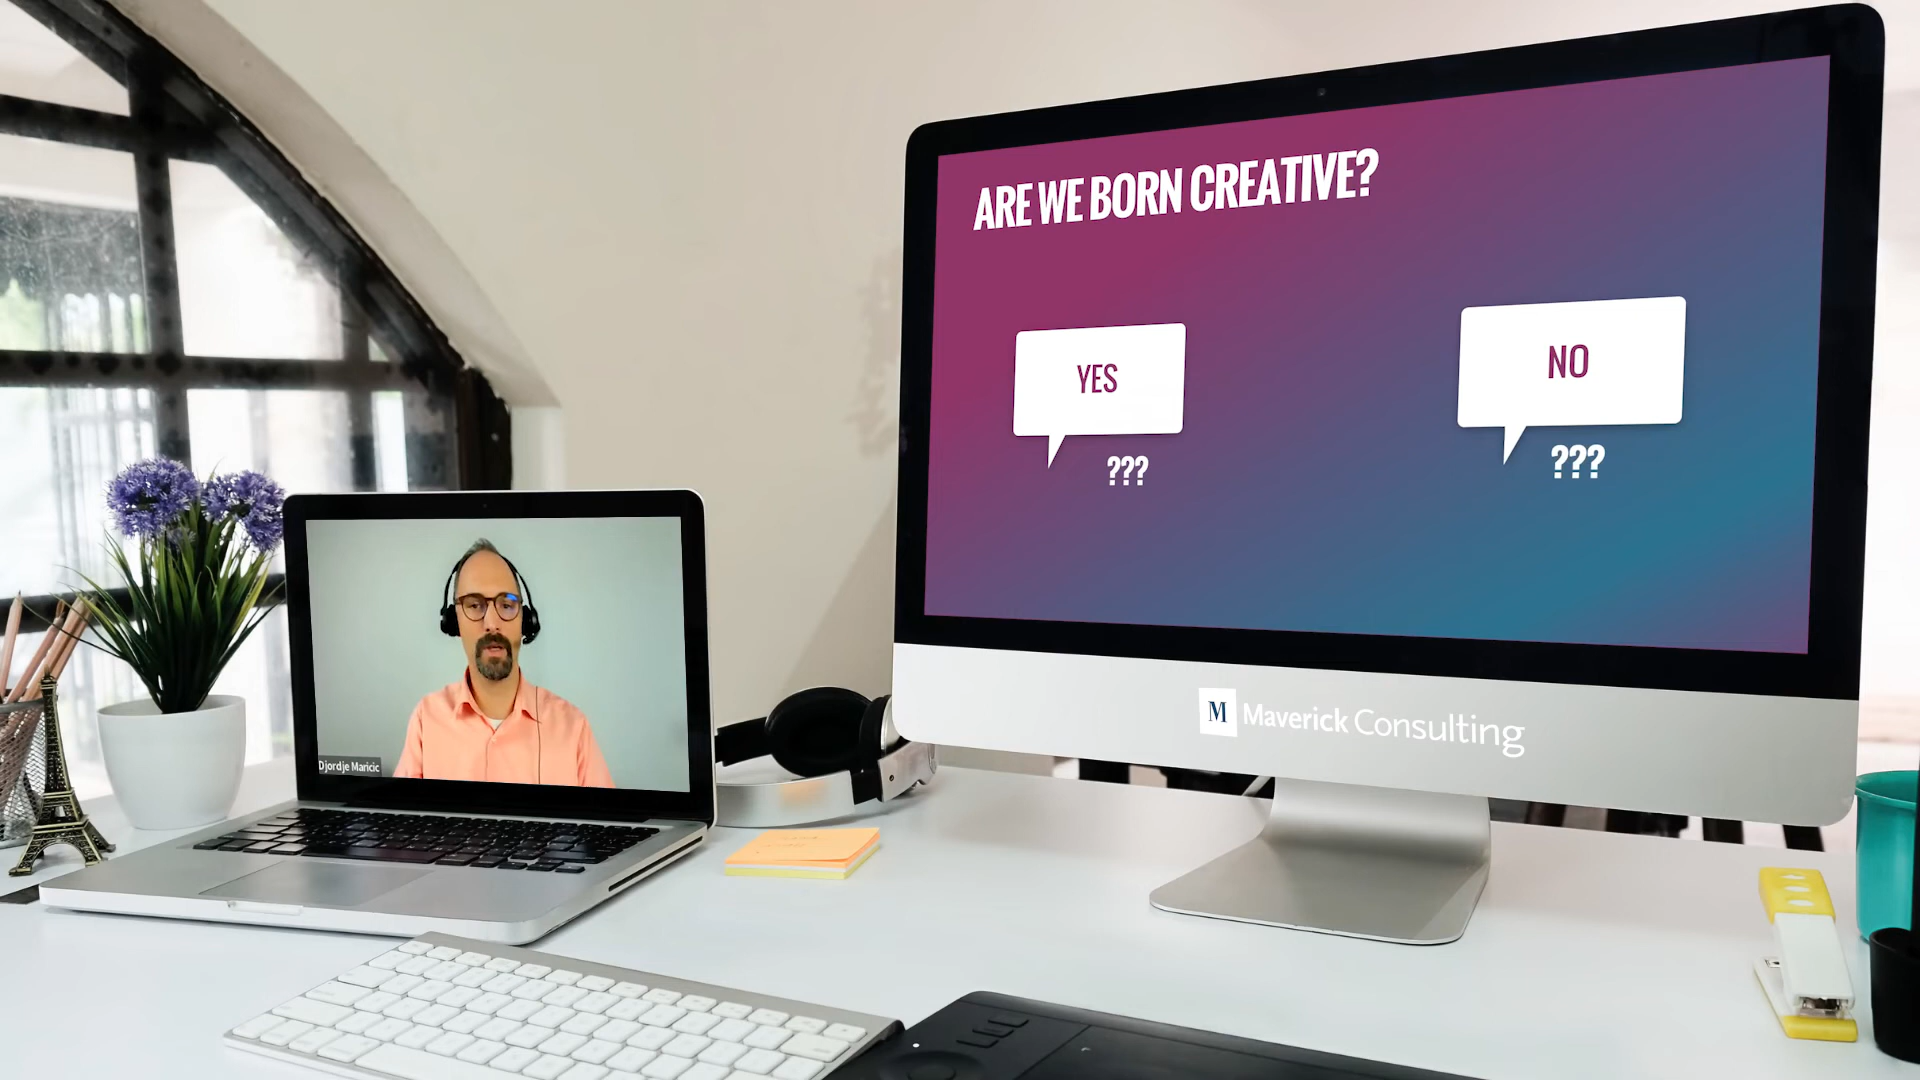 ARE WE BORN CREATIVE?
YES
NO
???
???
Djordje Maricic
M Maverick Consulting